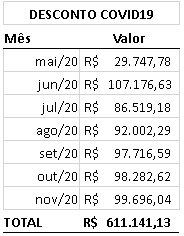 DESCONTO COVID19
Mês Valor
mai/20 R$ 29.747,78
jun/20 R$ 107.176,63
jul/20 R$ 86.519,18
ago/20 R$ 92.002,29
set/20 R$ 97.716,59
out/20 R$ 98.282,62
nov/20 R$ 99.696,04
TOTAL R$ 611.141,13